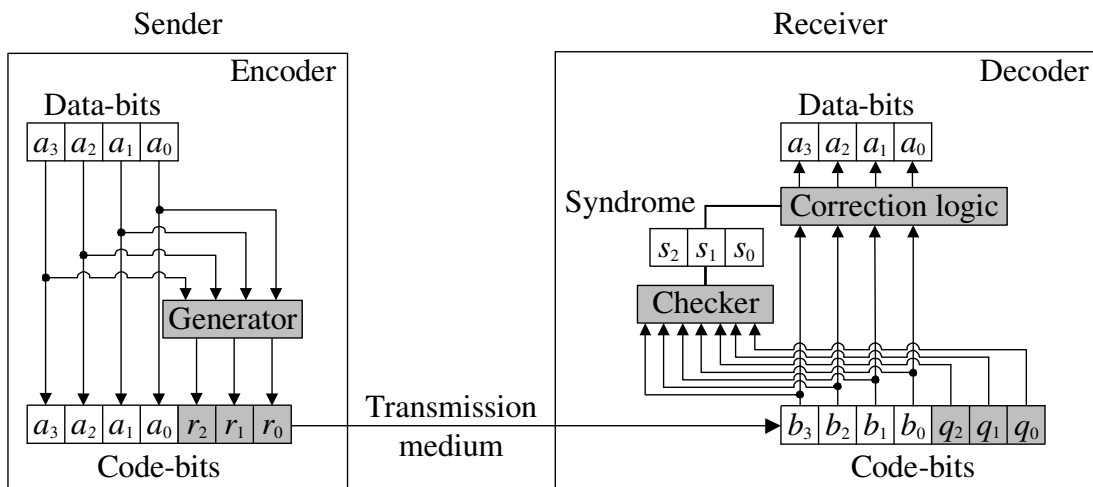 Sender
Receiver
Encoder
Decoder
Data-bits
Data-bits
a₃ a₂ a₁ a₀
a₃ a₂ a₁ a₀
Correction logic
Syndrome
s₂ s₁ s₀
Checker
Generator
a₃ a₂ a₁ a₀ r₂ r₁ r₀
Transmission
medium
b₃ b₂ b₁ b₀ q₂ q₁ q₀
Code-bits
Code-bits